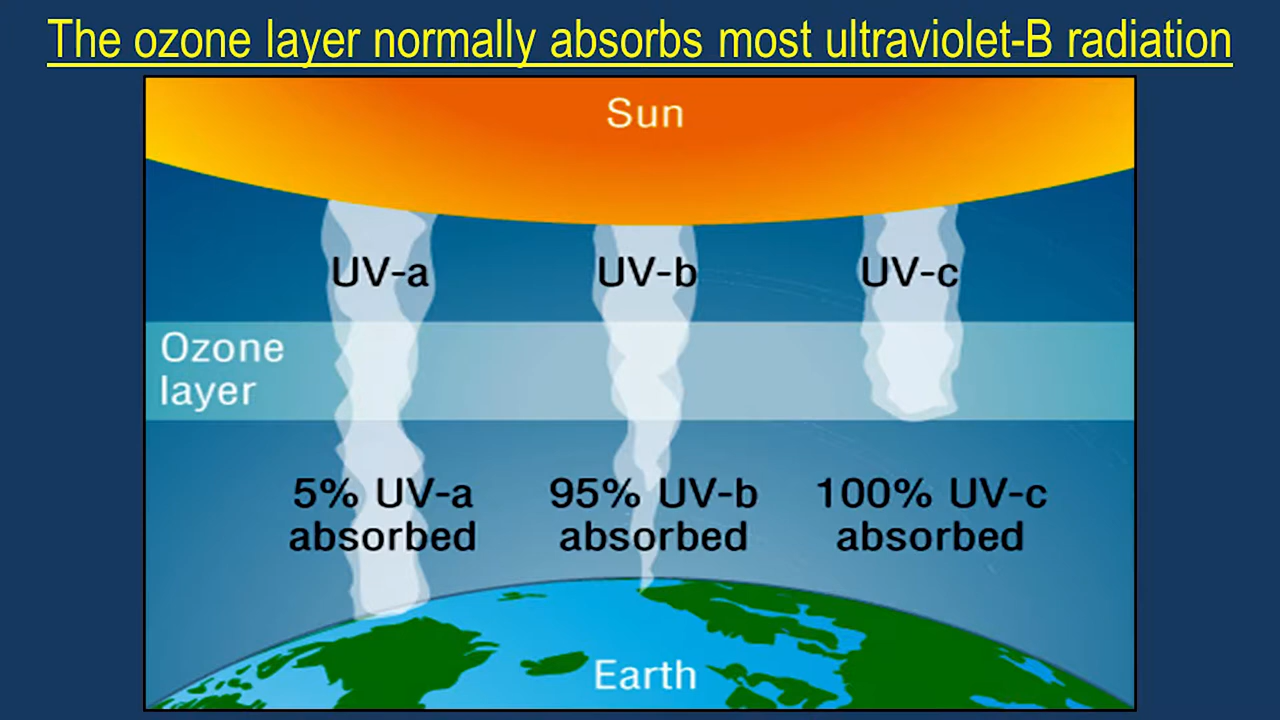 The ozone layer normally absorbs most ultraviolet-B radiation
Sun
UV-a
UV-b
UV-c
Ozone
layer
5% UV-a
absorbed
95% UV-b
absorbed
100% UV-c
absorbed
Earth